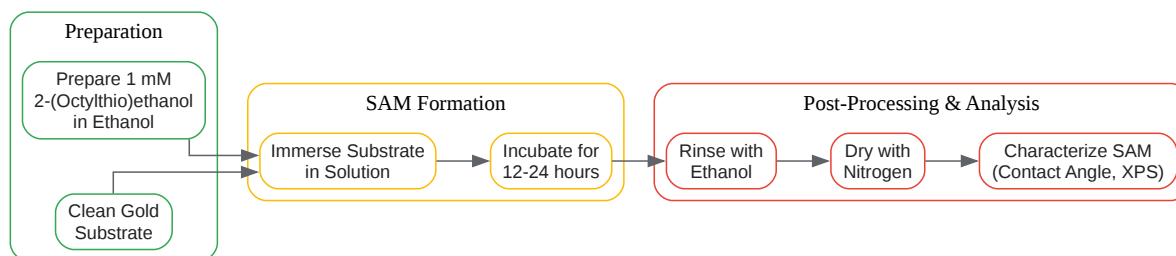 Preparation
Prepare 1 mM
2-(Octylthio)ethanol
in Ethanol
Clean Gold
Substrate
SAM Formation
Immerse Substrate
in Solution
Incubate for
12-24 hours
Post-Processing & Analysis
Rinse with
Ethanol
Dry with
Nitrogen
Characterize SAM
(Contact Angle, XPS)